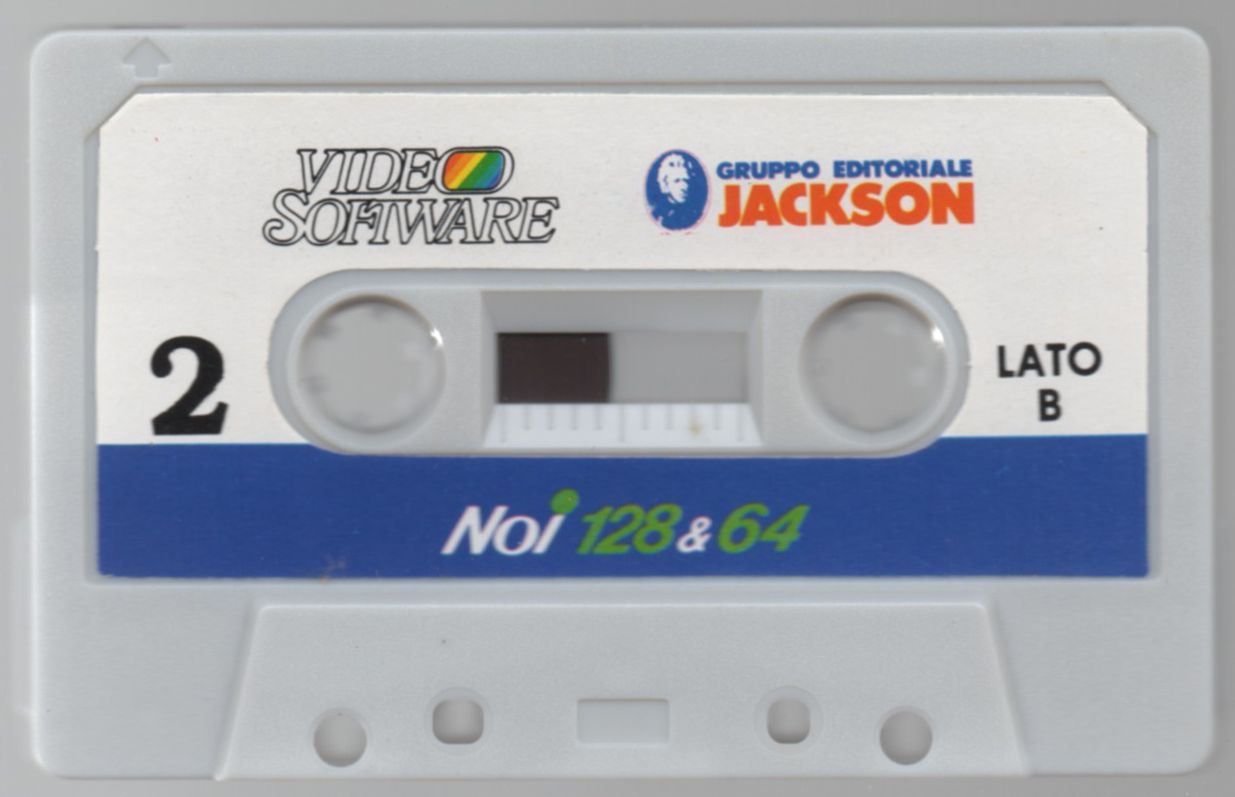 VIDEO
SOFTWARE
GRUPPO EDITORIALE
JACKSON
2
LATO
B
Noi 128 & 64